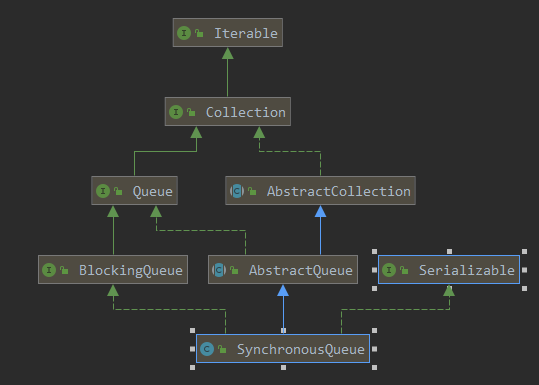 I Iterable
I Collection
I Queue
C AbstractCollection
I BlockingQueue
C AbstractQueue
I Serializable
C SynchronousQueue